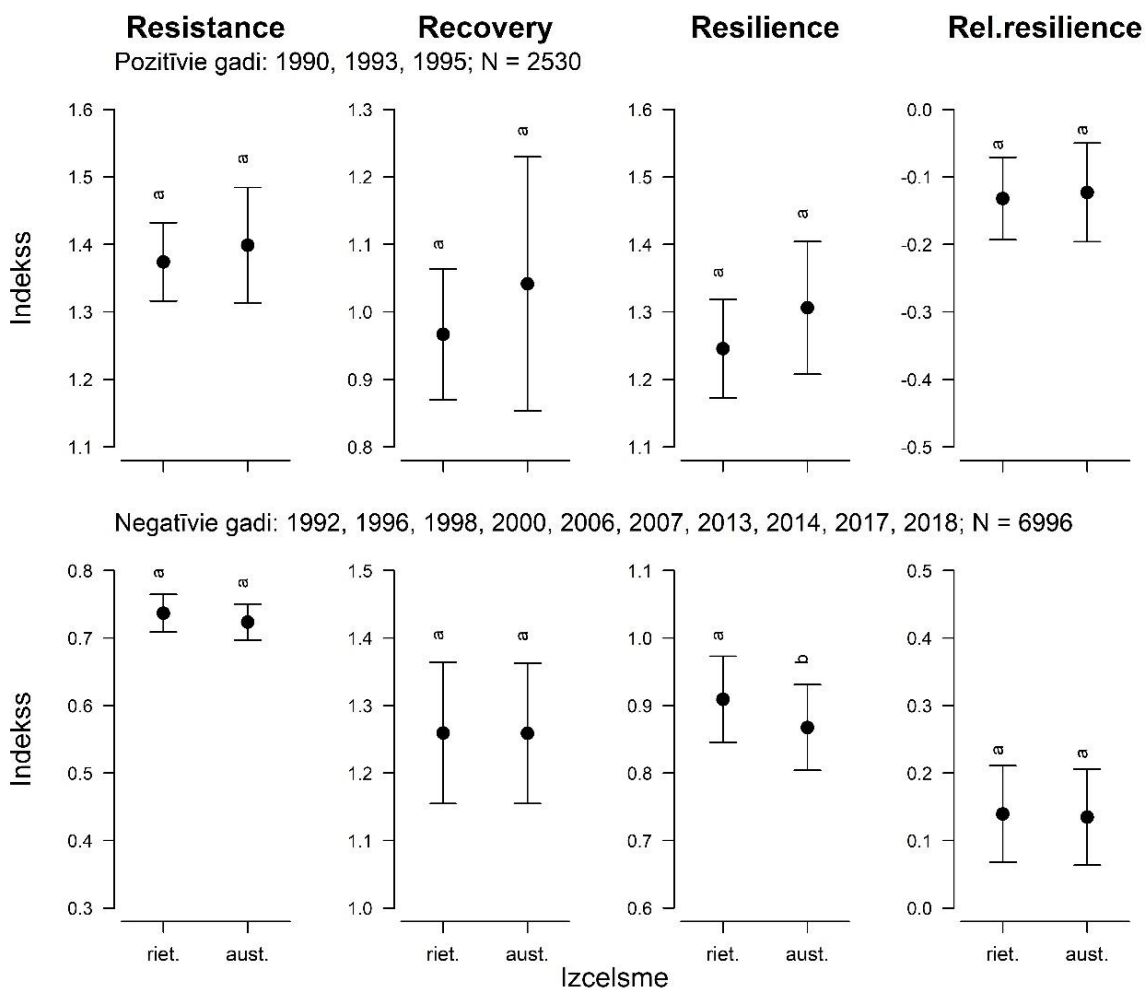 Resistance Recovery Resilience Rel.resilience
Pozitīvie gadi: 1990, 1993, 1995; N = 2530
1.6 1.3 1.6 0.0
1.5 1.2 1.5 -0.1
1.4 1.1 1.4 -0.2
1.3 1.0 1.3 -0.3
1.2 0.9 1.2 -0.4
1.1 0.8 1.1 -0.5
a a a a a a a a
Indekss
Negatīvie gadi: 1992, 1996, 1998, 2000, 2006, 2007, 2013, 2014, 2017, 2018; N = 6996
0.8 1.5 1.1 0.5
0.7 1.4 1.0 0.4
0.6 1.3 0.9 0.3
0.5 1.2 0.8 0.2
0.4 1.1 0.7 0.1
0.3 1.0 0.6 0.0
a a a a a b a a
Indekss
riet. aust. riet. aust. riet. aust. riet. aust.
Izcelsme